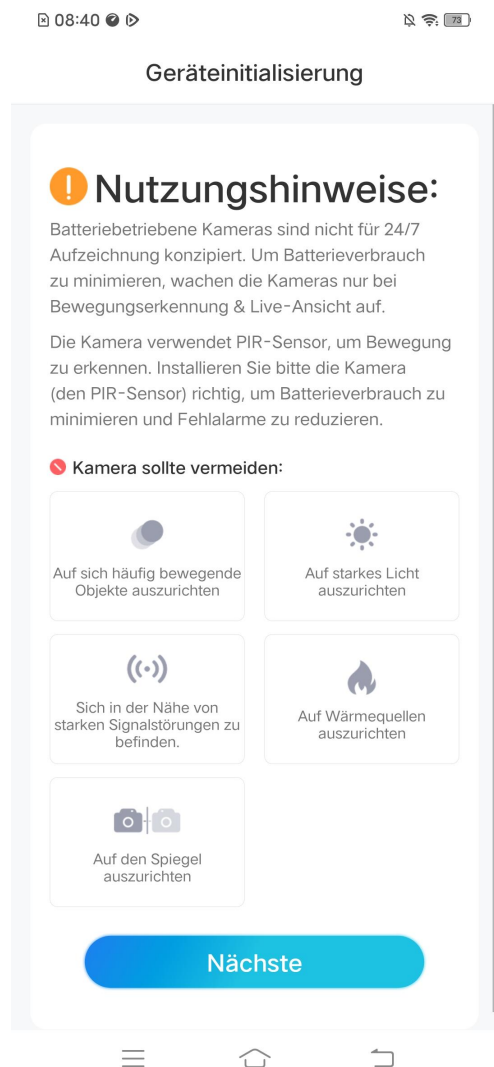 08:40
73
Geräteinitialisierung
Nutzungshinweise:
Batteriebetriebene Kameras sind nicht für 24/7
Aufzeichnung konzipiert. Um Batterieverbrauch
zu minimieren, wachen die Kameras nur bei
Bewegungserkennung & Live-Ansicht auf.
Die Kamera verwendet PIR-Sensor, um Bewegung
zu erkennen. Installieren Sie bitte die Kamera
(den PIR-Sensor) richtig, um Batterieverbrauch zu
minimieren und Fehlalarme zu reduzieren.
Kamera sollte vermeiden:
Auf sich häufig bewegende
Objekte auszurichten
Auf starkes Licht
auszurichten
Sich in der Nähe von
starken Signalstörungen zu
befinden.
Auf Wärmequellen
auszurichten
Auf den Spiegel
auszurichten
Nächste